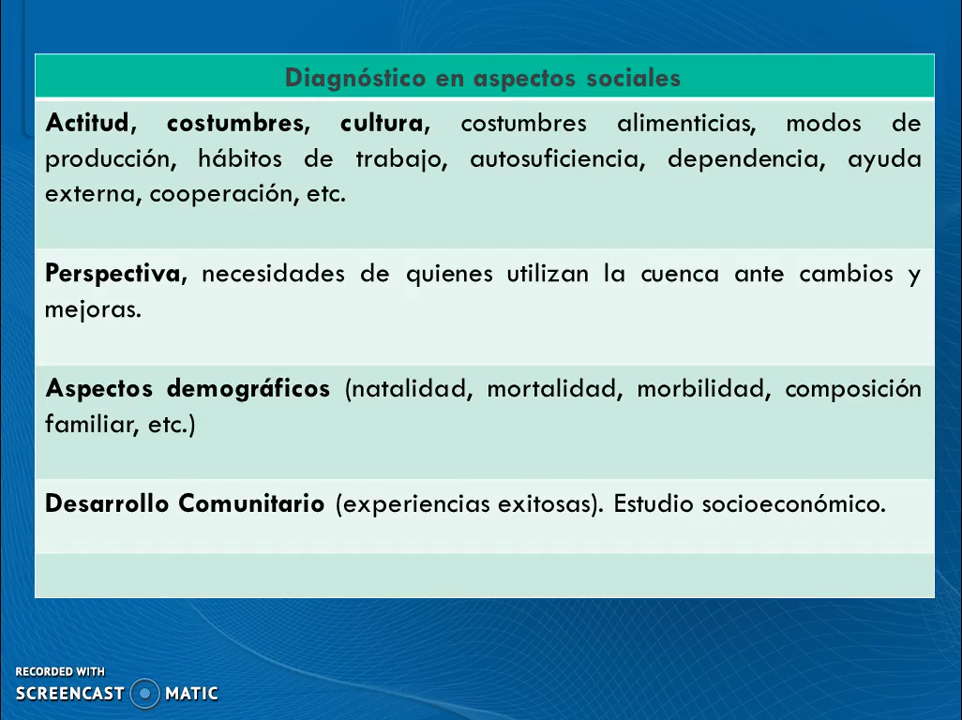 Diagnóstico en aspectos sociales
Actitud, costumbres, cultura, costumbres alimenticias, modos de
producción, hábitos de trabajo, autosuficiencia, dependencia, ayuda
externa, cooperación, etc.
Perspectiva, necesidades de quienes utilizan la cuenca ante cambios y
mejoras.
Aspectos demográficos (natalidad, mortalidad, morbilidad, composición
familiar, etc.)
Desarrollo Comunitario (experiencias exitosas). Estudio socioeconómico.
RECORDED WITH
SCREENCAST MATIC